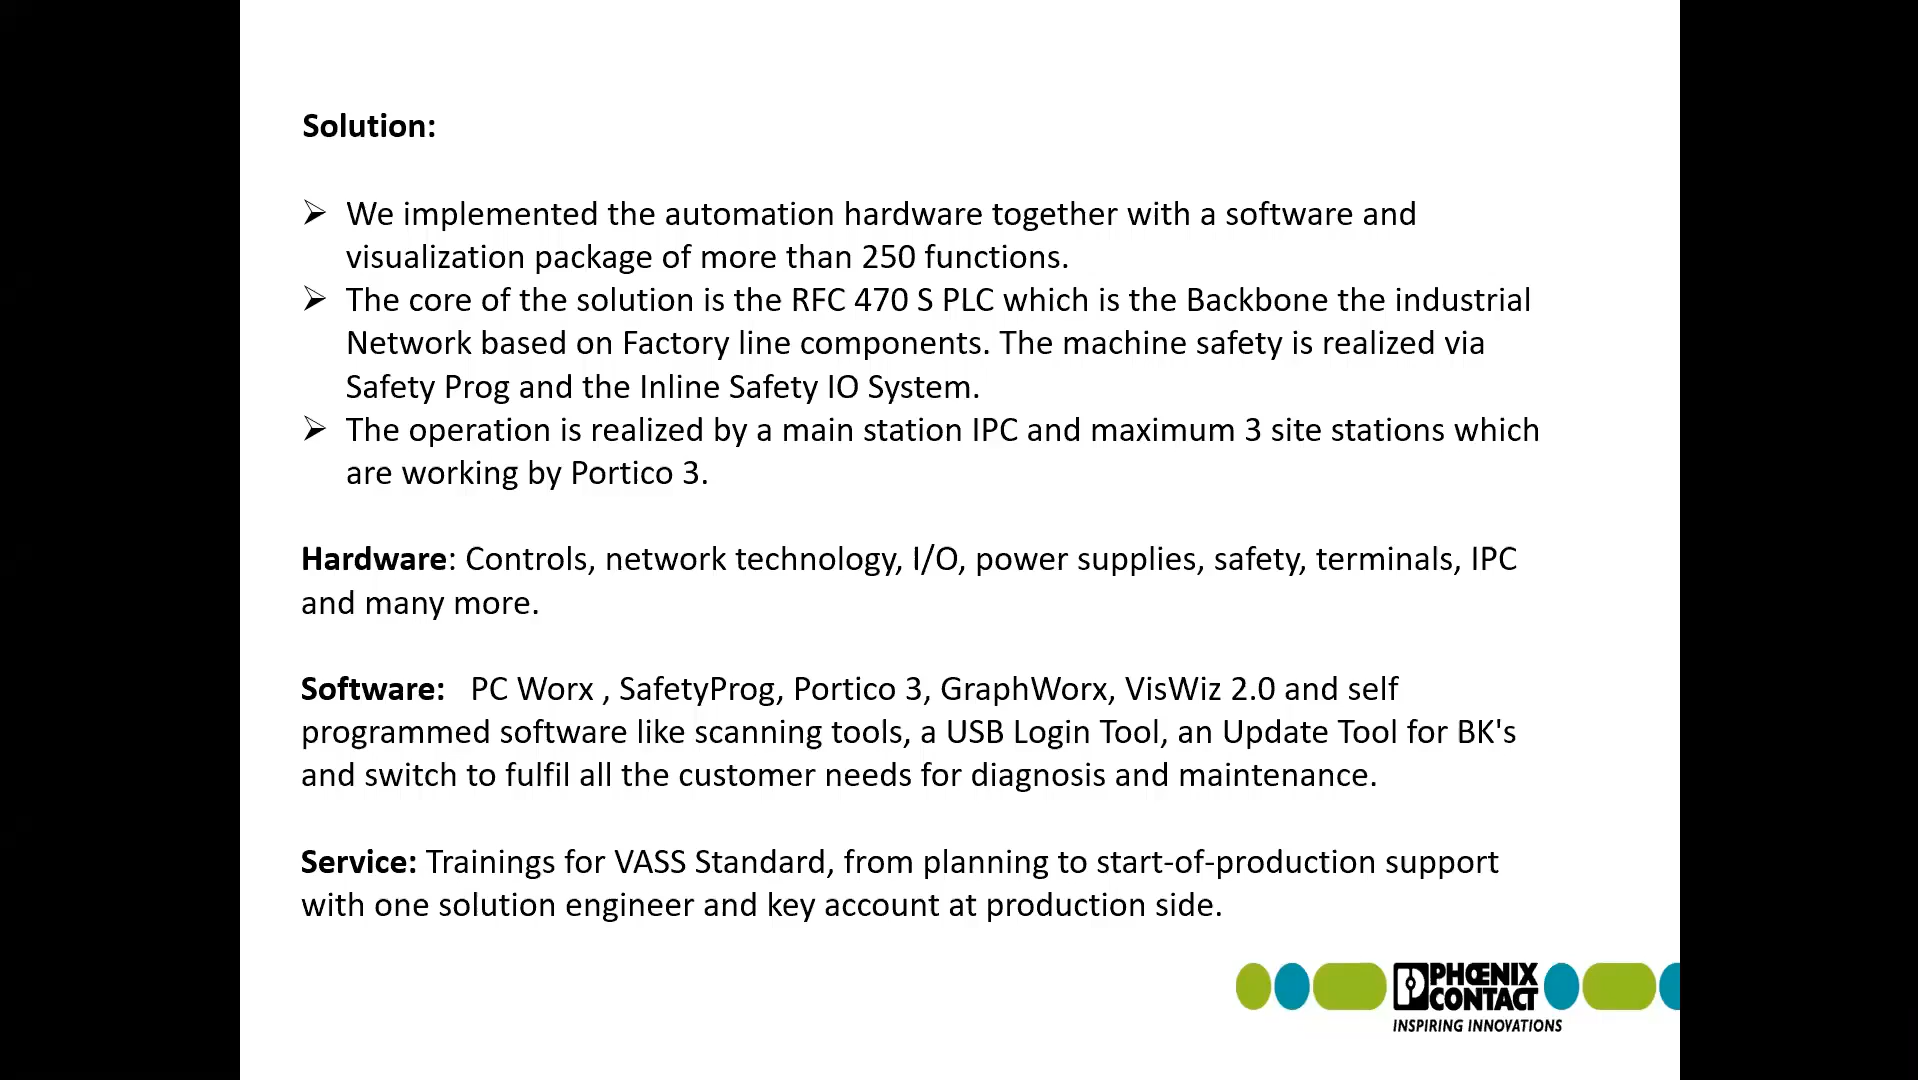 Solution:
➢ We implemented the automation hardware together with a software and
visualization package of more than 250 functions.
➢ The core of the solution is the RFC 470 S PLC which is the Backbone the industrial
Network based on Factory line components. The machine safety is realized via
Safety Prog and the Inline Safety IO System.
➢ The operation is realized by a main station IPC and maximum 3 site stations which
are working by Portico 3.
Hardware: Controls, network technology, I/O, power supplies, safety, terminals, IPC
and many more.
Software: PC Worx , SafetyProg, Portico 3, GraphWorx, VisWiz 2.0 and self
programmed software like scanning tools, a USB Login Tool, an Update Tool for BK's
and switch to fulfil all the customer needs for diagnosis and maintenance.
Service: Trainings for VASS Standard, from planning to start-of-production support
with one solution engineer and key account at production side.
PHŒNIX
CONTACT
INSPIRING INNOVATIONS